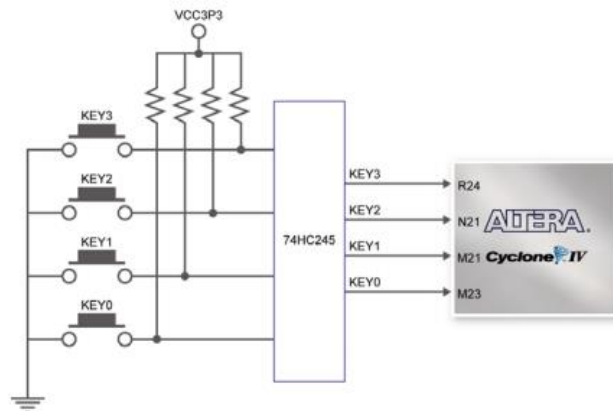 VCC3P3
KEY3
KEY2
KEY1
KEY0
74HC245
KEY3
KEY2
KEY1
KEY0
R24
N21
M21
M23
ALTERA®
Cyclone IV